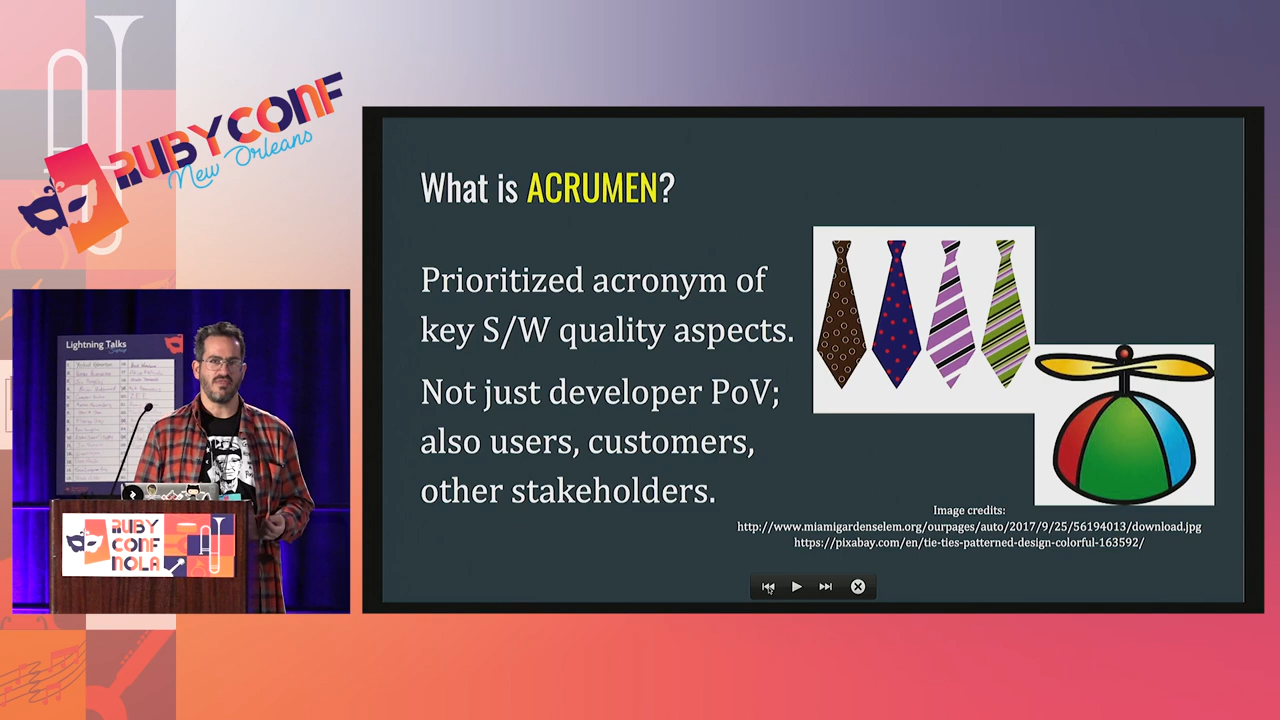 RUBYCONF
New Orleans
Lightning Talks
RUBY
CONF
NOLA
What is ACRUMEN?
Prioritized acronym of
key S/W quality aspects.
Not just developer PoV;
also users, customers,
other stakeholders.
Image credits:
http://www.miamigardenselem.org/ourpages/auto/2017/9/25/56194013/download.jpg
https://pixabay.com/en/tie-ties-patterned-design-colorful-163592/